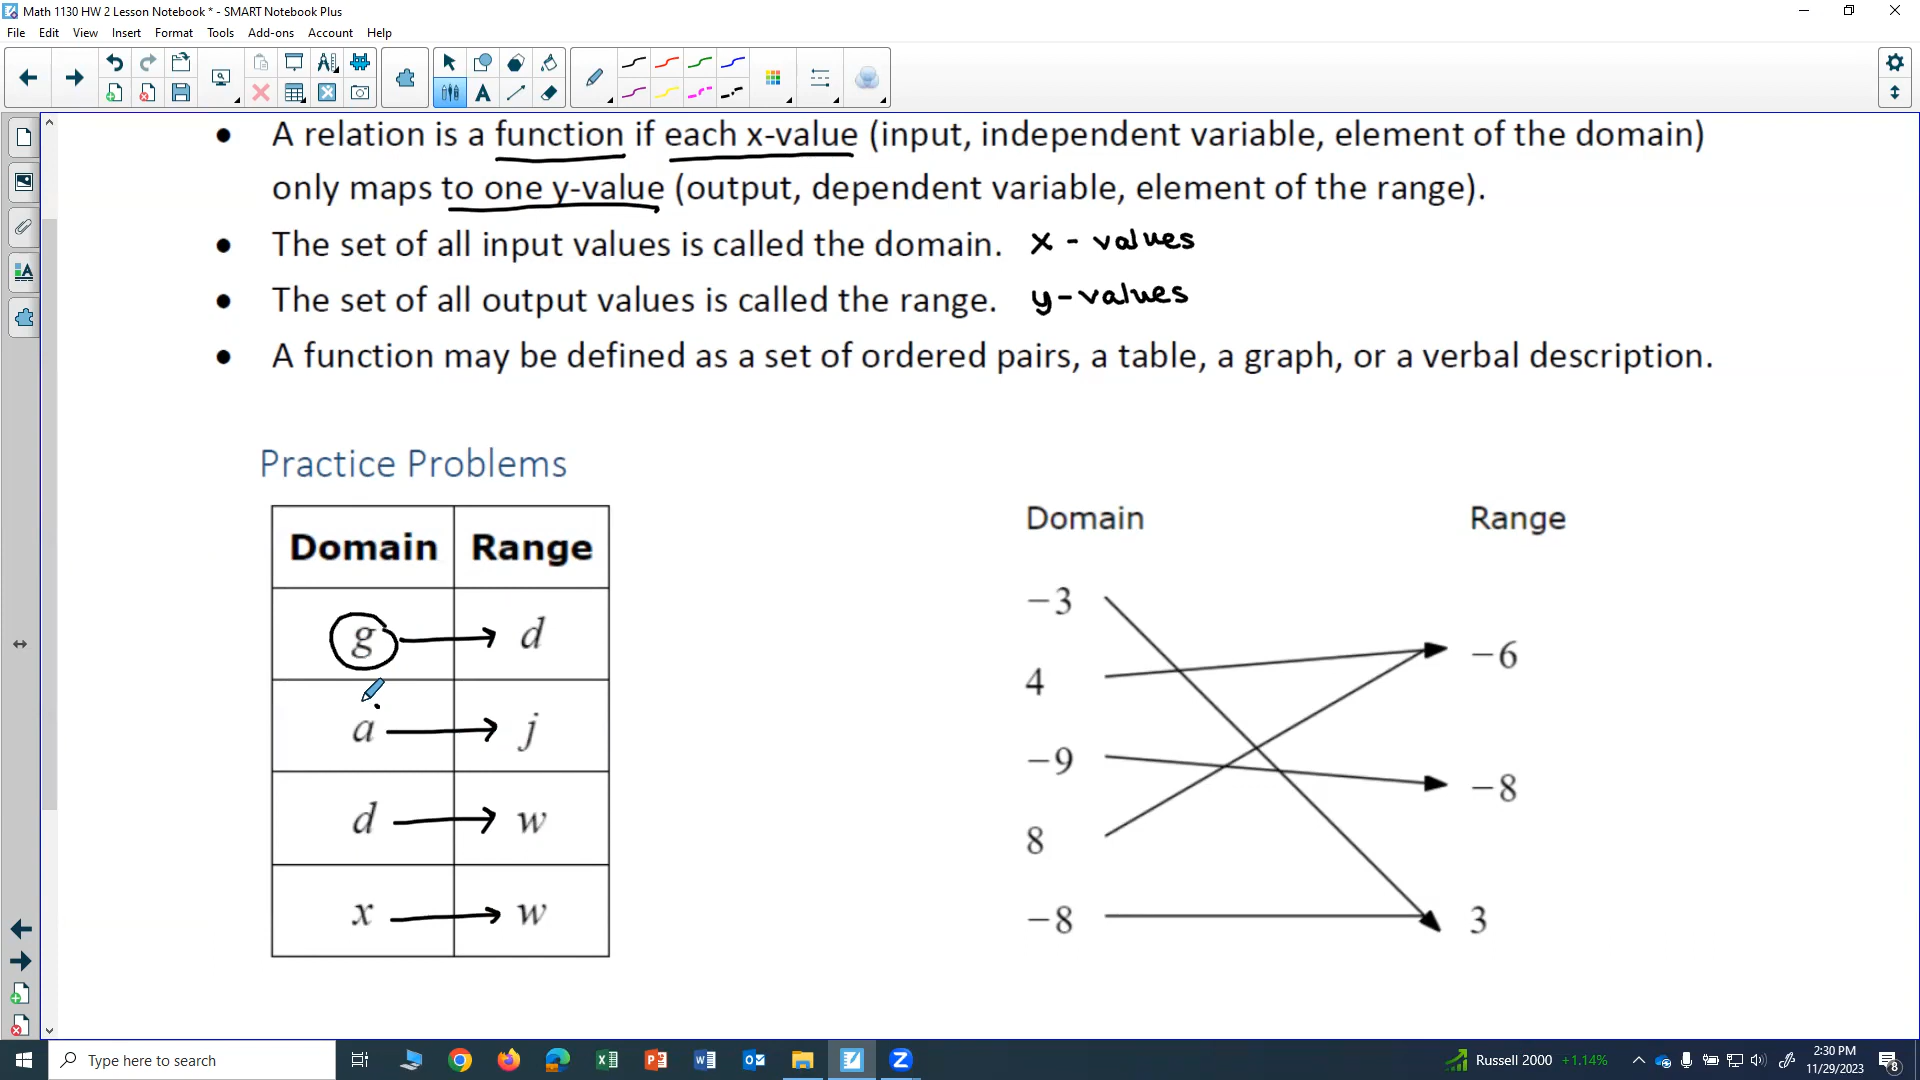 Math 1130 HW 2 Lesson Notebook * - SMART Notebook Plus
File Edit View Insert Format Tools Add-ons Account Help
• A relation is a function if each x-value (input, independent variable, element of the domain)
only maps to one y-value (output, dependent variable, element of the range).
• The set of all input values is called the domain. x - values
• The set of all output values is called the range. y-values
• A function may be defined as a set of ordered pairs, a table, a graph, or a verbal description.
Practice Problems
Domain Range
g d
a j
d w
x w
Domain Range
−3
−6
4
−9
−8
8
−8 3
Type here to search
Russell 2000 +1.14%
2:30 PM
11/29/2023
8